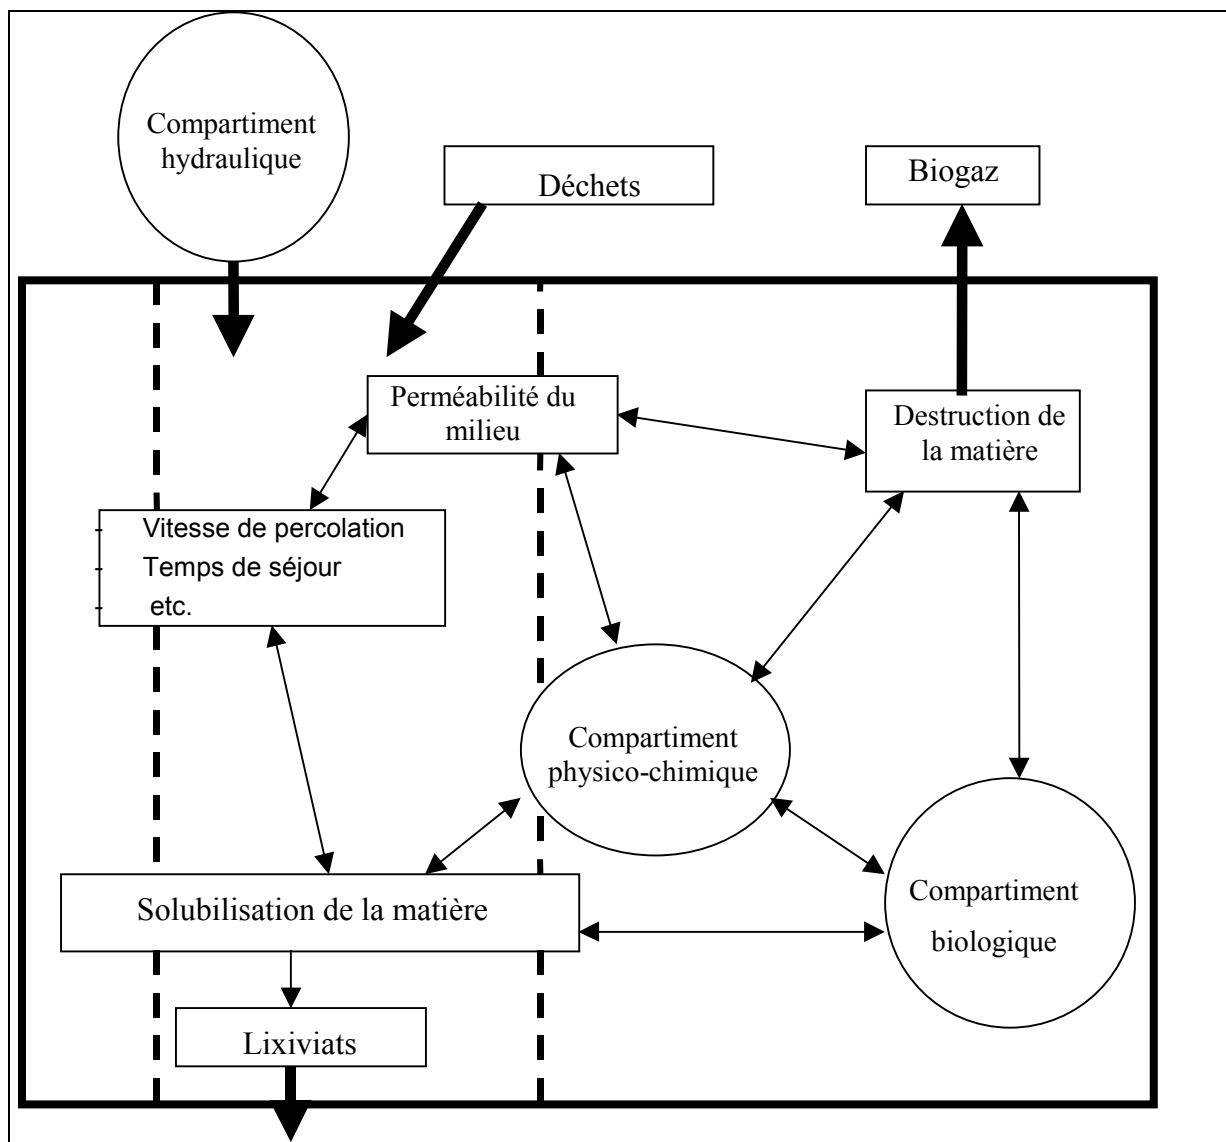 Compartiment
hydraulique
Déchets
Biogaz
Perméabilité du
milieu
Destruction de
la matière
- Vitesse de percolation
- Temps de séjour
- etc.
Compartiment
physico-chimique
Compartiment
biologique
Solubilisation de la matière
Lixiviats